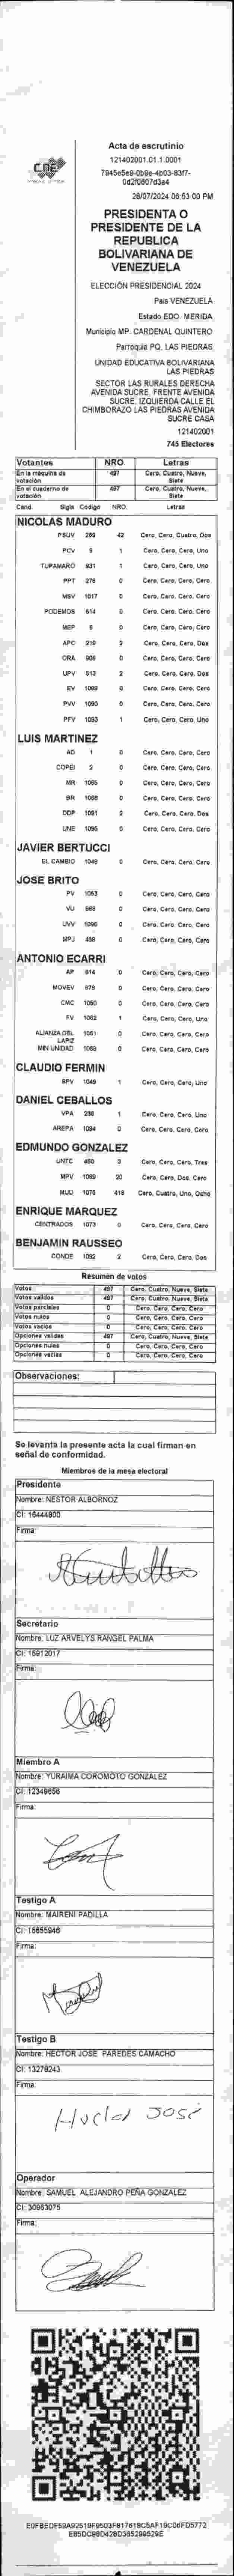 CNE
Acta de escrutinio
121402001.01.1.0001
28/07/2024 06:53:00 PM
PRESIDENTA O
PRESIDENTE DE LA
REPUBLICA
BOLIVARIANA DE
VENEZUELA
ELECCIÓN PRESIDENCIAL 2024
Pais VENEZUELA
Estado EDO. MERIDA
Municipio MP. CARDENAL QUINTERO
Parroquia PQ. LAS PIEDRAS
UNIDAD EDUCATIVA BOLIVARIANA
LAS PIEDRAS
SECTOR LAS RURALES DERECHA
AVENIDA SUCRE. FRENTE AVENIDA
SUCRE. IZQUIERDA CALLE EL
CHIMBORAZO LAS PIEDRAS AVENIDA
SUCRE CASA
121402001
745 Electores
Votantes NRO. Letras
En la máquina de votación 497 Cero, Cuatro, Nueve, Siete
En el cuaderno de votación 497 Cero, Cuatro, Nueve, Siete
Cand. Sigla Código NRO. Letras
NICOLAS MADURO
PSUV 260 42 Cero, Cero, Cuatro, Dos
PCV 9 1 Cero, Cero, Cero, Uno
TUPAMARO 931 1 Cero, Cero, Cero, Uno
PPT 276 0 Cero, Cero, Cero, Cero
MSV 1017 0 Cero, Cero, Cero, Cero
PODEMOS 514 0 Cero, Cero, Cero, Cero
MEP 6 0 Cero, Cero, Cero, Cero
APC 210 2 Cero, Cero, Cero, Dos
ORA 906 0 Cero, Cero, Cero, Cero
UPV 513 2 Cero, Cero, Cero, Dos
EV 1089 0 Cero, Cero, Cero, Cero
PVV 1090 0 Cero, Cero, Cero, Cero
PFV 1093 1 Cero, Cero, Cero, Uno
LUIS MARTINEZ
AD 1 0 Cero, Cero, Cero, Cero
COPEI 2 0 Cero, Cero, Cero, Cero
MR 1065 0 Cero, Cero, Cero, Cero
BR 1058 0 Cero, Cero, Cero, Cero
DDP 1091 2 Cero, Cero, Cero, Dos
UNE 1096 0 Cero, Cero, Cero, Cero
JAVIER BERTUCCI
EL CAMBIO 1048 0 Cero, Cero, Cero, Cero
JOSE BRITO
PV 1053 0 Cero, Cero, Cero, Cero
VU 988 0 Cero, Cero, Cero, Cero
UVV 1098 0 Cero, Cero, Cero, Cero
MPJ 458 0 Cero, Cero, Cero, Cero
ANTONIO ECARRI
AP 614 0 Cero, Cero, Cero, Cero
MOVEV 979 0 Cero, Cero, Cero, Cero
CMC 1050 0 Cero, Cero, Cero, Cero
FV 1062 1 Cero, Cero, Cero, Uno
ALIANZA DEL LAPIZ 1051 0 Cero, Cero, Cero, Cero
MIN UNIDAD 1068 0 Cero, Cero, Cero, Cero
CLAUDIO FERMIN
SPV 1049 1 Cero, Cero, Cero, Uno
DANIEL CEBALLOS
VPA 238 1 Cero, Cero, Cero, Uno
AREPA 1084 0 Cero, Cero, Cero, Cero
EDMUNDO GONZALEZ
UNTC 480 3 Cero, Cero, Cero, Tres
MPV 1069 20 Cero, Cero, Dos, Cero
MUD 1075 418 Cero, Cuatro, Uno, Ocho
ENRIQUE MARQUEZ
CENTRADOS 1073 0 Cero, Cero, Cero, Cero
BENJAMIN RAUSSEO
CONDE 1092 2 Cero, Cero, Cero, Dos
Resumen de votos
Votos 497 Cero, Cuatro, Nueve, Siete
Votos válidos 497 Cero, Cuatro, Nueve, Siete
Votos parciales 0 Cero, Cero, Cero, Cero
Votos nulos 0 Cero, Cero, Cero, Cero
Votos vacios 0 Cero, Cero, Cero, Cero
Opciones válidas 497 Cero, Cuatro, Nueve, Siete
Opciones nulas 0 Cero, Cero, Cero, Cero
Opciones vacías 0 Cero, Cero, Cero, Cero
Observaciones:
Se levanta la presente acta la cual firman en
señal de conformidad.
Miembros de la mesa electoral
Presidente
Nombre: NESTOR ALBORNOZ
CI: 16444800
Firma:
Secretario
Nombre: LUZ ARVELYS RANGEL PALMA
CI: 15912017
Firma:
Miembro A
Nombre: YURAIMA COROMOTO GONZALEZ
CI: 12349656
Firma:
Testigo A
Nombre: MAIRENI PADILLA
CI: 16655946
Firma:
Testigo B
Nombre: HECTOR JOSE PAREDES CAMACHO
CI: 13278243
Firma:
Hector José
Operador
Nombre: SAMUEL ALEJANDRO PEÑA GONZALEZ
CI: 30963075
Firma: